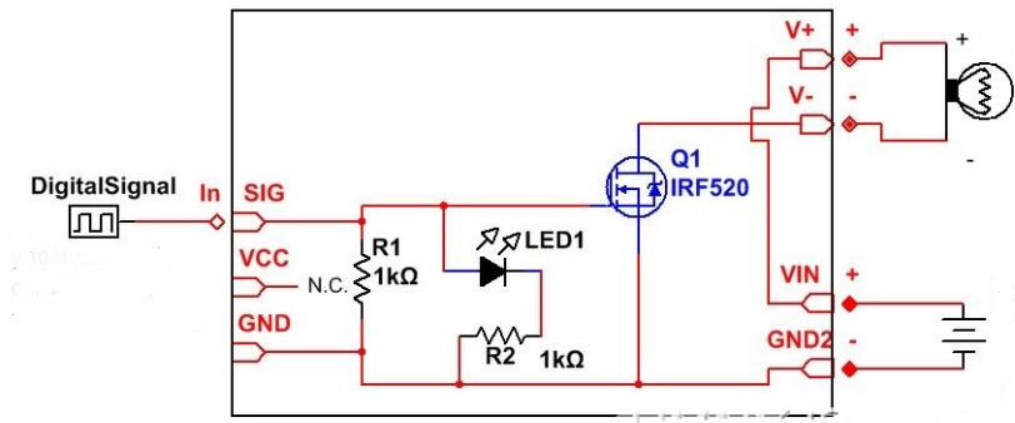 V+ +
+
V- -
-
Q1
IRF520
DigitalSignal
In
SIG
LED1
R1
1kΩ
VCC
N.C.
VIN +
GND
R2
1kΩ
GND2 -